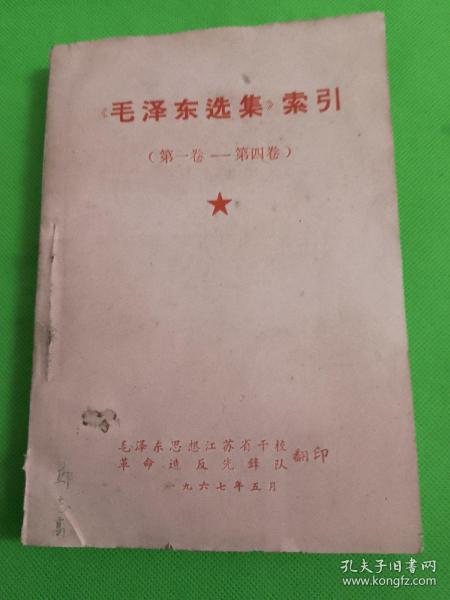 《毛泽东选集》索引
（第一卷——第四卷）
毛泽东思想江苏省干校
革命造反先锋队
翻印
一九六七年五月
郑
高
孔夫子旧书网
www.kongfz.com